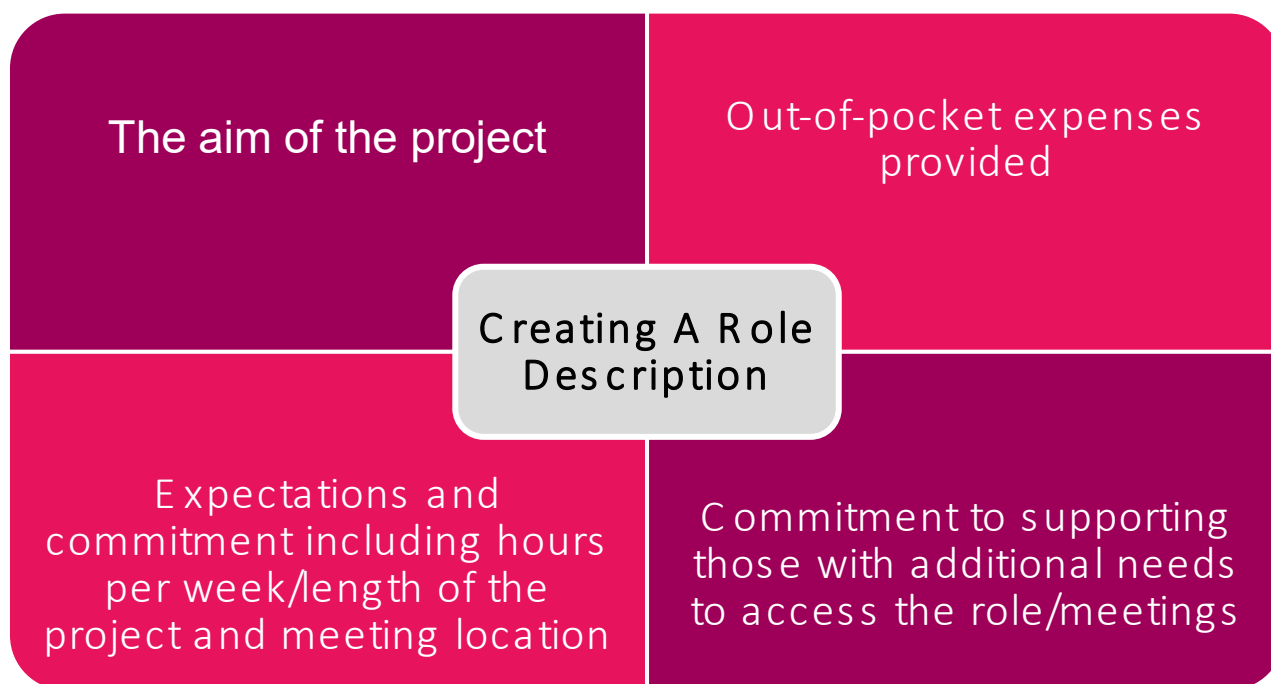 The aim of the project
Out-of-pocket expenses
provided
Creating A Role
Description
Expectations and
commitment including hours
per week/length of the
project and meeting location
Commitment to supporting
those with additional needs
to access the role/meetings